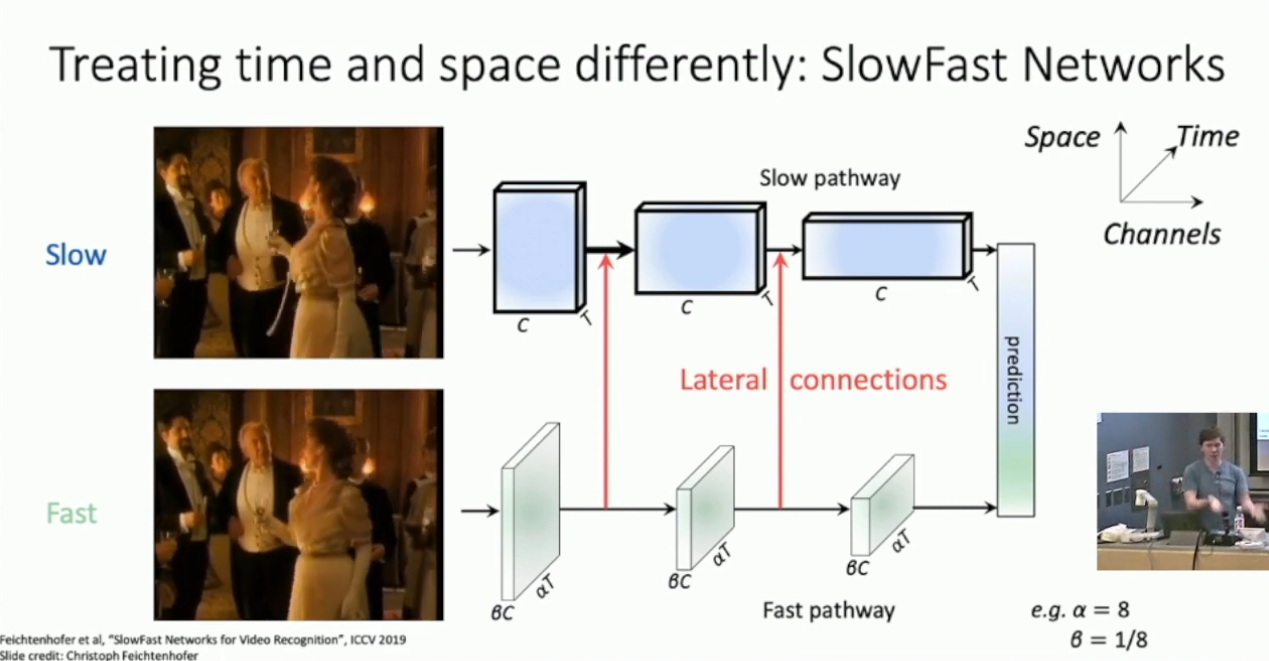 Treating time and space differently: SlowFast Networks
Space
Time
Channels
Slow pathway
Slow
C
T
C
T
C
T
prediction
Lateral connections
Fast
βC
αT
βC
αT
βC
αT
Fast pathway
e.g. α = 8
β = 1/8
Feichtenhofer et al, "SlowFast Networks for Video Recognition", ICCV 2019
Slide credit: Christoph Feichtenhofer